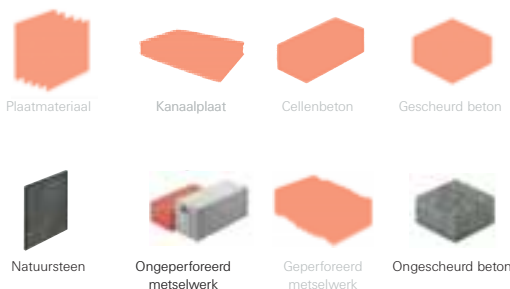 Plaatmateriaal Kanaalplaat Cellenbeton Gescheurd beton
Natuursteen Ongeperforeerd metselwerk Geperforeerd metselwerk Ongescheurd beton